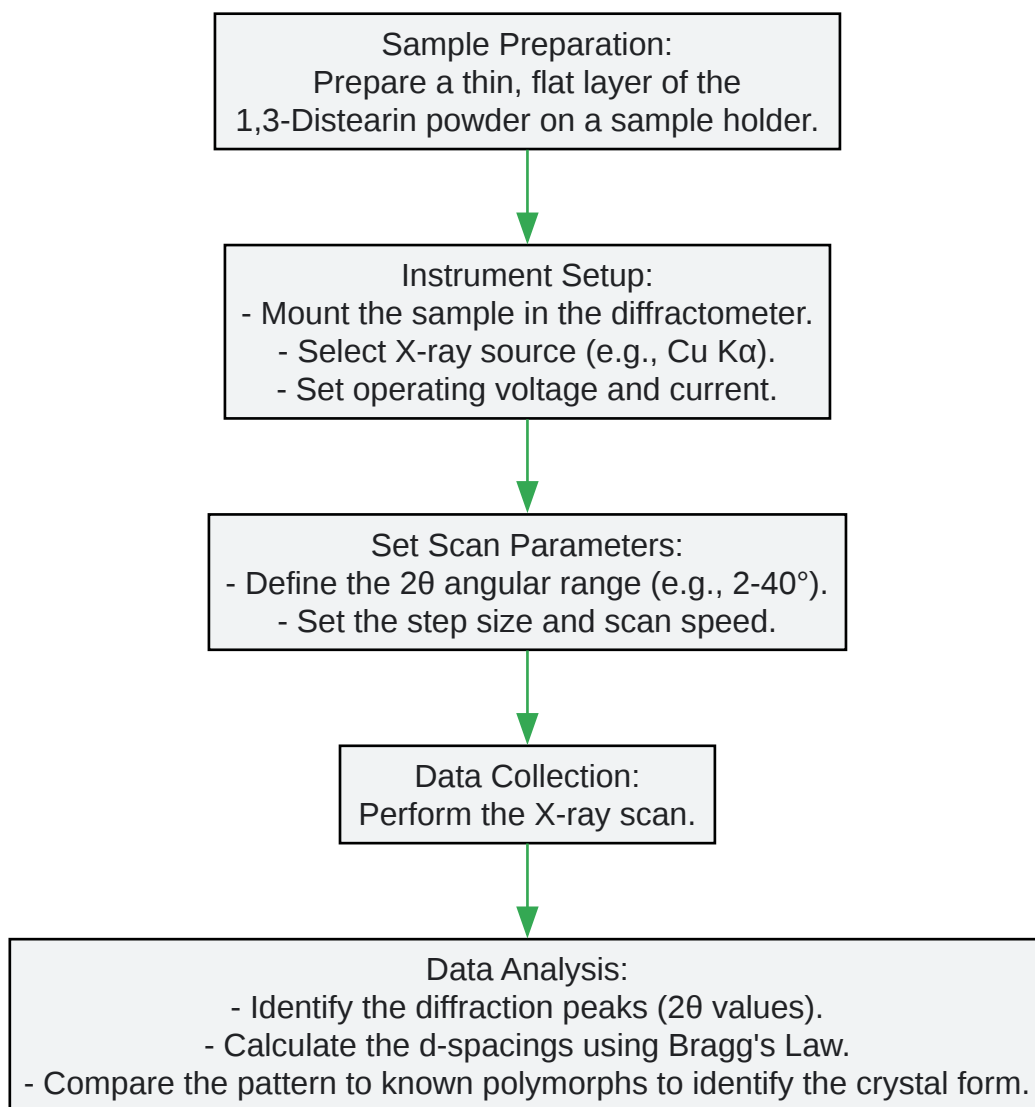 Sample Preparation:
Prepare a thin, flat layer of the
1,3-Distearin powder on a sample holder.
Instrument Setup:
- Mount the sample in the diffractometer.
- Select X-ray source (e.g., Cu Kα).
- Set operating voltage and current.
Set Scan Parameters:
- Define the 2θ angular range (e.g., 2-40°).
- Set the step size and scan speed.
Data Collection:
Perform the X-ray scan.
Data Analysis:
- Identify the diffraction peaks (2θ values).
- Calculate the d-spacings using Bragg's Law.
- Compare the pattern to known polymorphs to identify the crystal form.